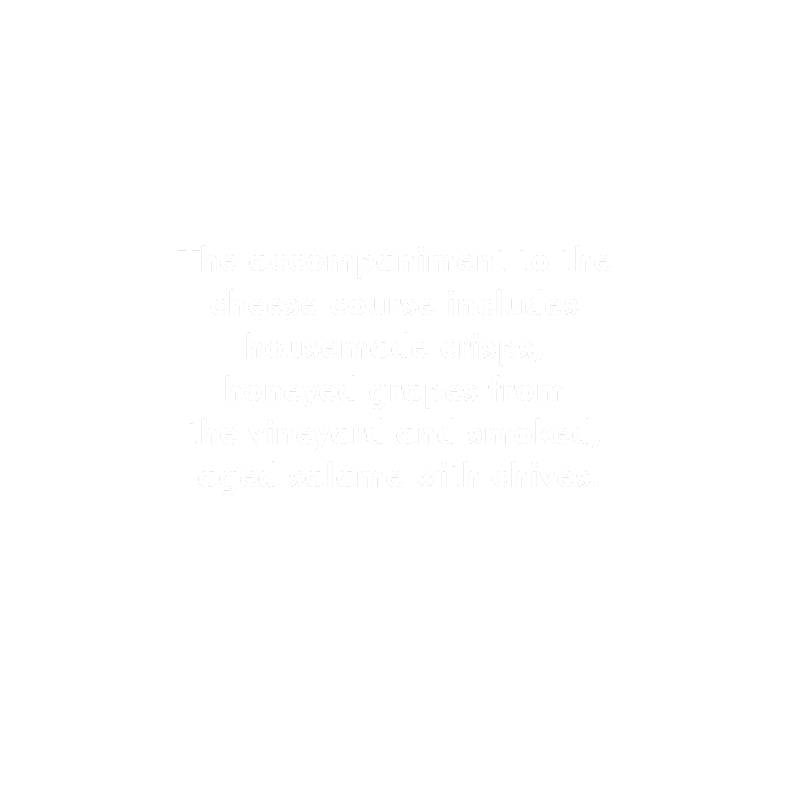 The accompaniment to the
cheese course includes
housemade crisps,
honeyed grapes from
the vineyard and smoked,
aged salame with chives.